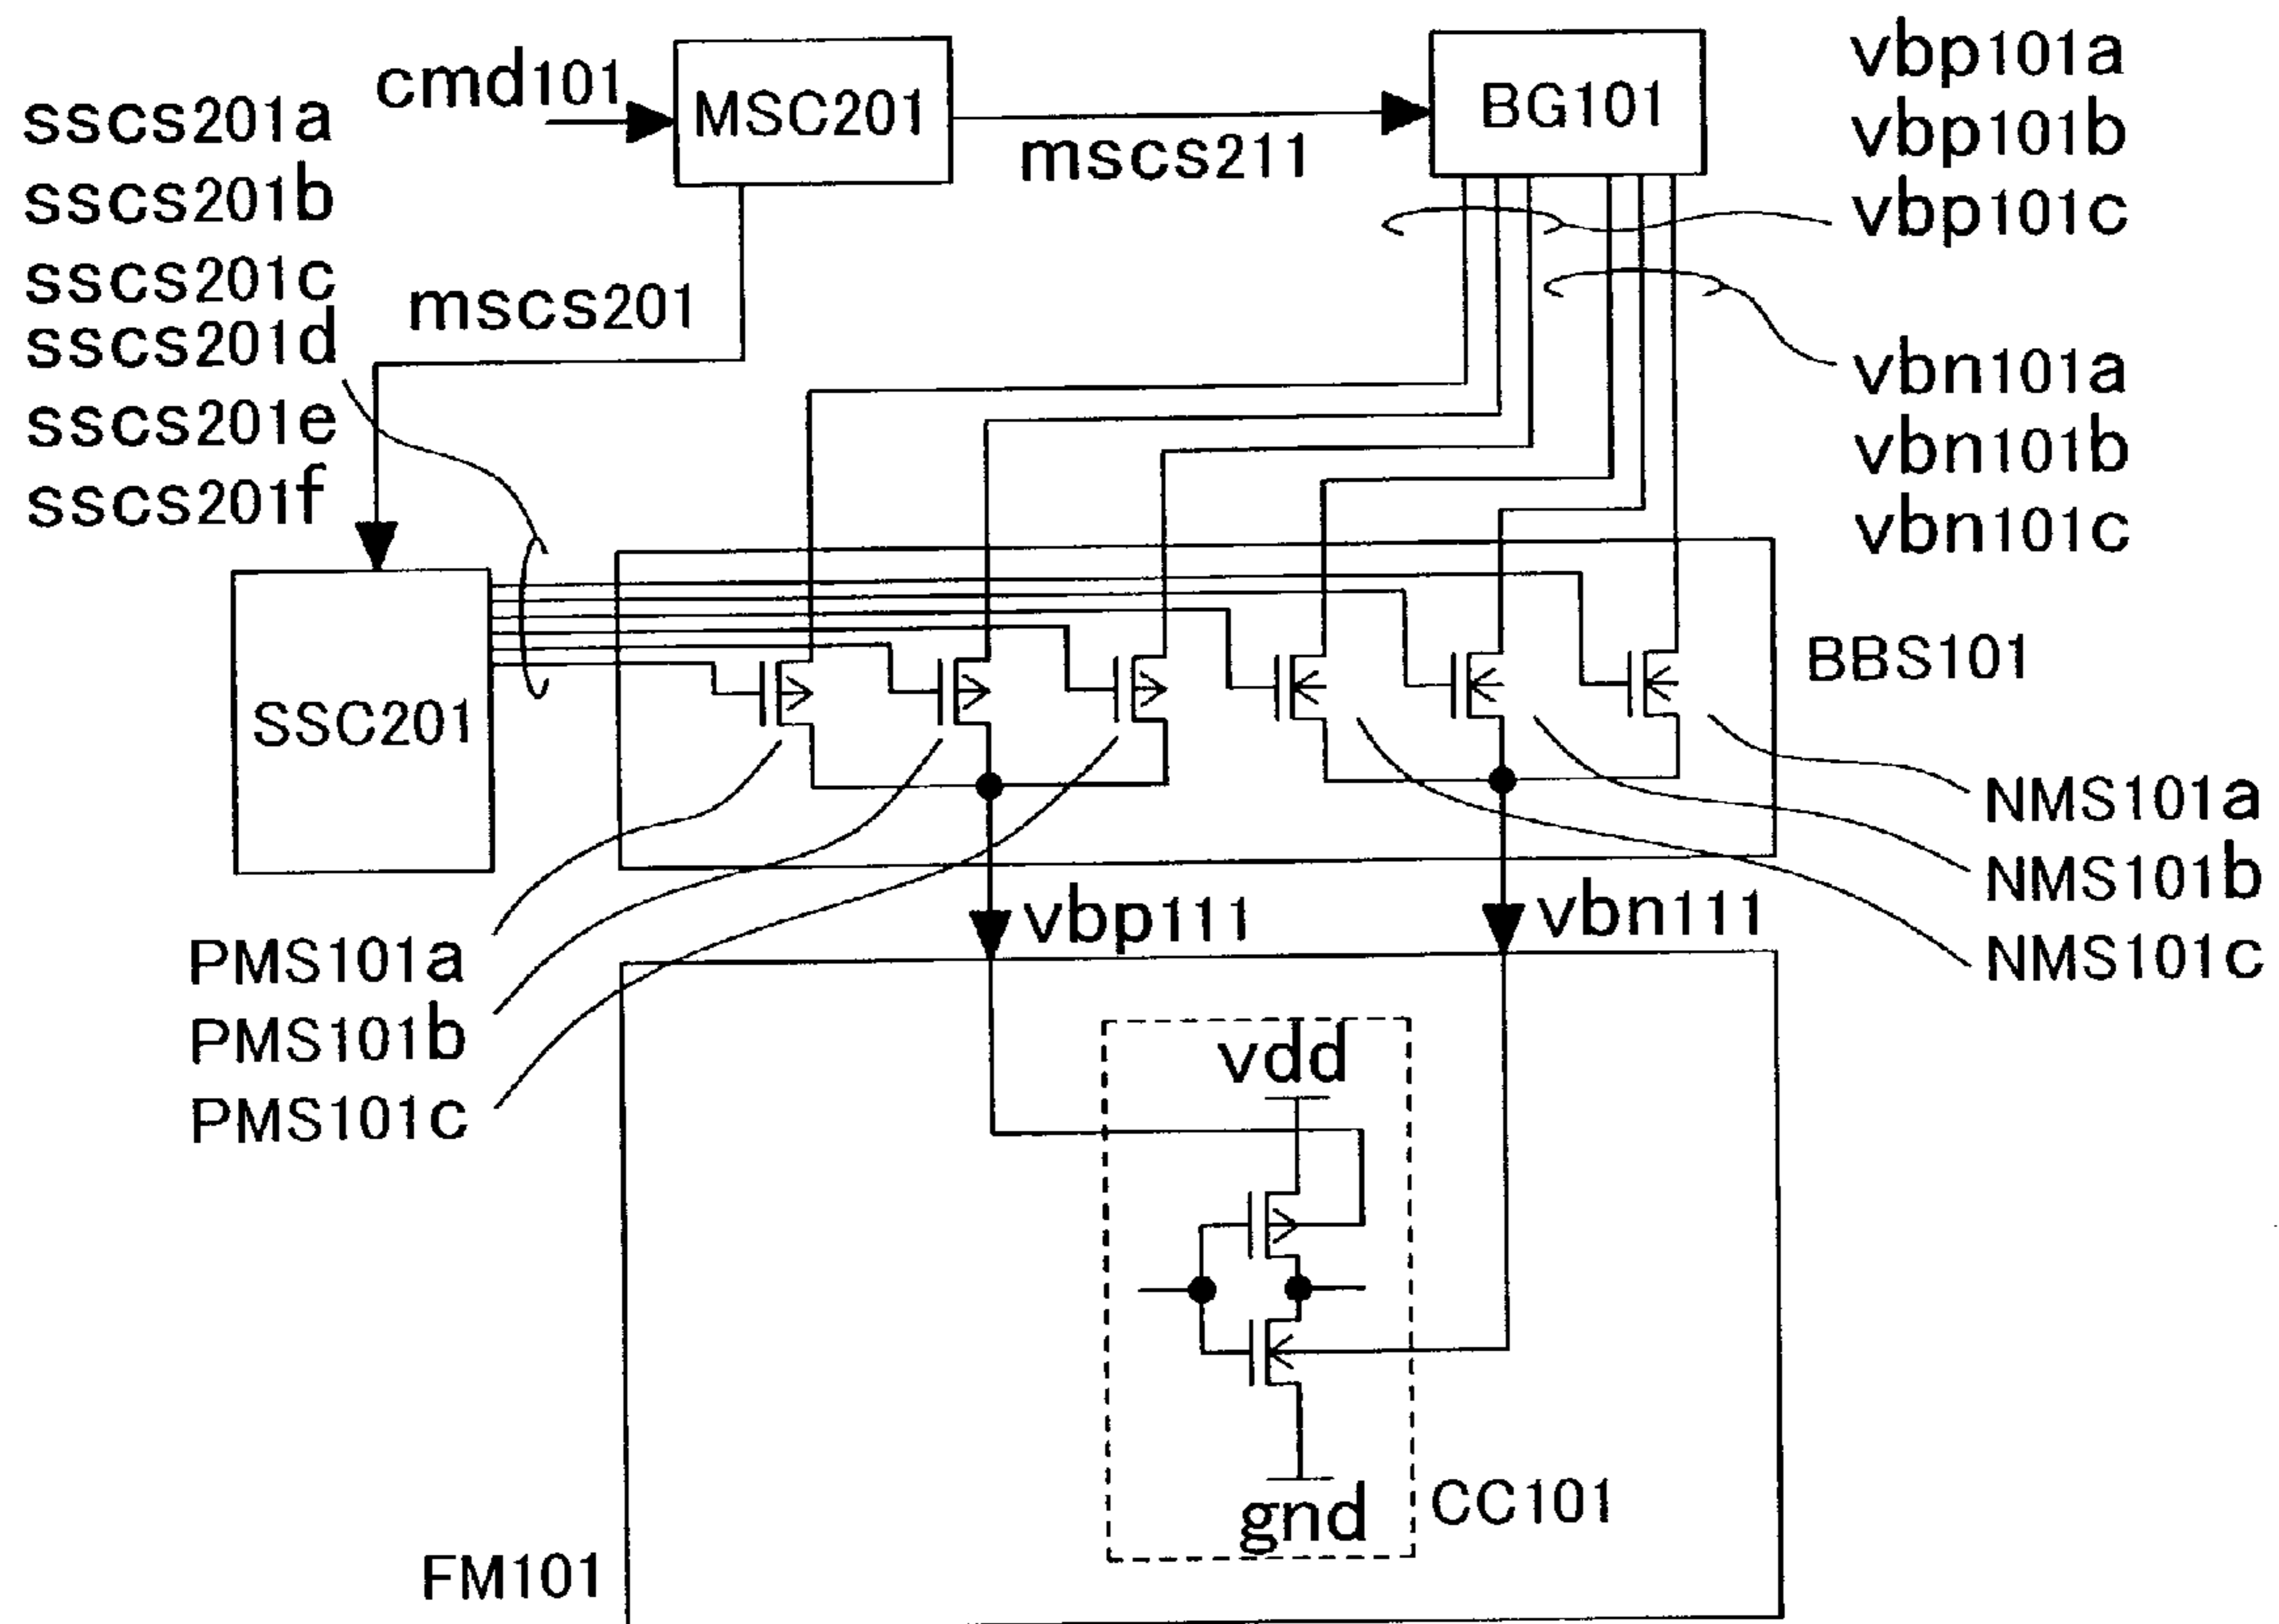 cmd101
MSC201
mscs211
BG101
vbp101a
vbp101b
vbp101c
sscs201a
sscs201b
sscs201c
sscs201d
sscs201e
sscs201f
mscs201
vbn101a
vbn101b
vbn101c
SSC201
BBS101
NMS101a
NMS101b
NMS101c
PMS101a
PMS101b
PMS101c
vbp111
vbn111
vdd
gnd
CC101
FM101